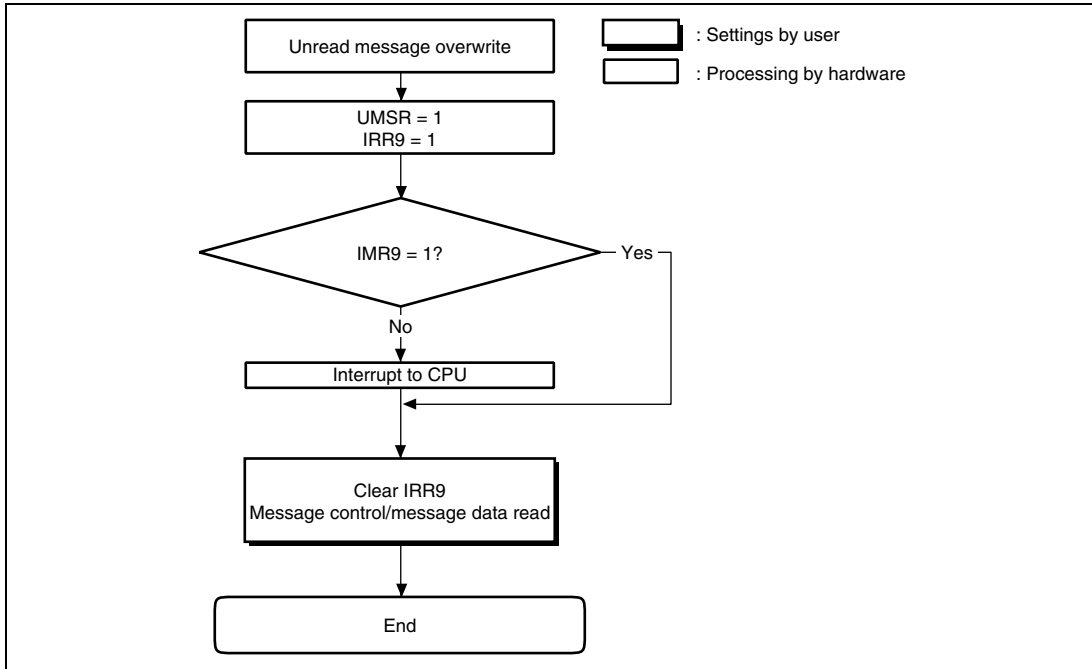 Unread message overwrite
: Settings by user
: Processing by hardware
UMSR = 1
IRR9 = 1
IMR9 = 1?
Yes
No
Interrupt to CPU
Clear IRR9
Message control/message data read
End